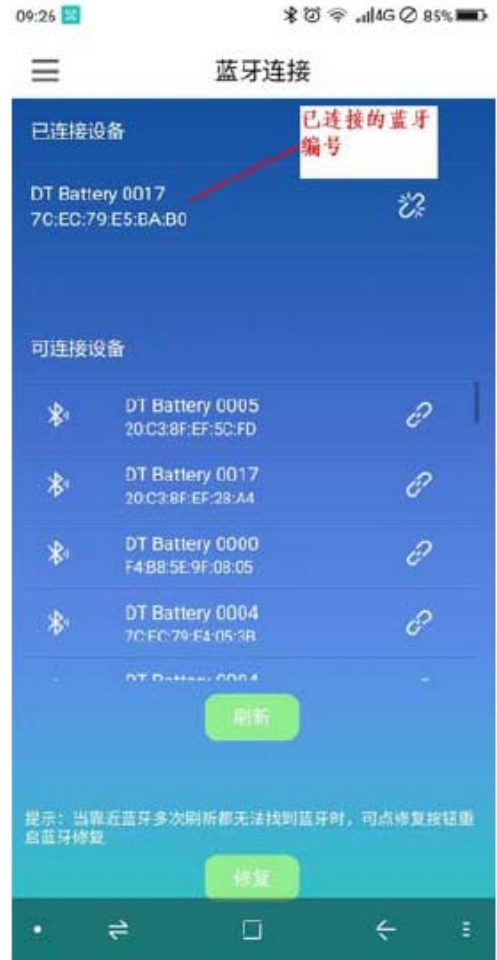 09:26
4G 85%
蓝牙连接
已连接设备
已连接的蓝牙
编号
DT Battery 0017
7C:EC:79:E5:BA:B0
可连接设备
DT Battery 0005
20:C3:8F:EF:5C:FD
DT Battery 0017
20:C3:8F:EF:28:A4
DT Battery 0000
F4:B8:5E:9F:08:05
DT Battery 0004
7C:EC:79:E4:05:3B
刷新
提示：当靠近蓝牙多次刷新都无法找到蓝牙时，可点修复按钮重
启蓝牙修复
修复